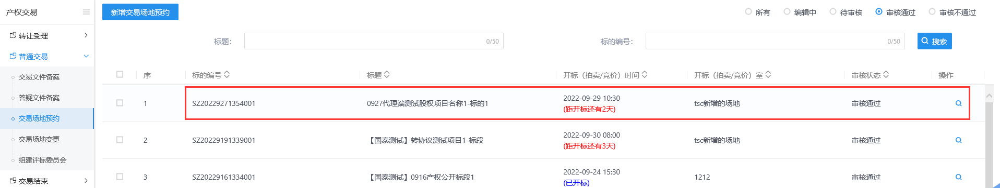 产权交易
转让受理
普通交易
交易文件备案
答疑文件备案
交易场地预约
交易场地变更
组建评标委员会
交易结束
新增交易场地预约
所有 编辑中 待审核 审核通过 审核不通过
标题： 0/50 标的编号： 0/50 搜索
序 标的编号 标题 开标（拍卖/竞价）时间 开标（拍卖/竞价）室 审核状态 操作
1 SZ20229271354001 0927代理端测试股权项目名称1-标的1 2022-09-29 10:30 tsc新增的场地 审核通过
(距开标还有2天)
2 SZ20229191339001 【国泰测试】转协议测试项目1-标段 2022-09-30 08:00 tsc新增的场地 审核通过
(距开标还有3天)
3 SZ20229161334001 【国泰测试】0916产权公开标段1 2022-09-24 15:30 1212 审核通过
(已开标)